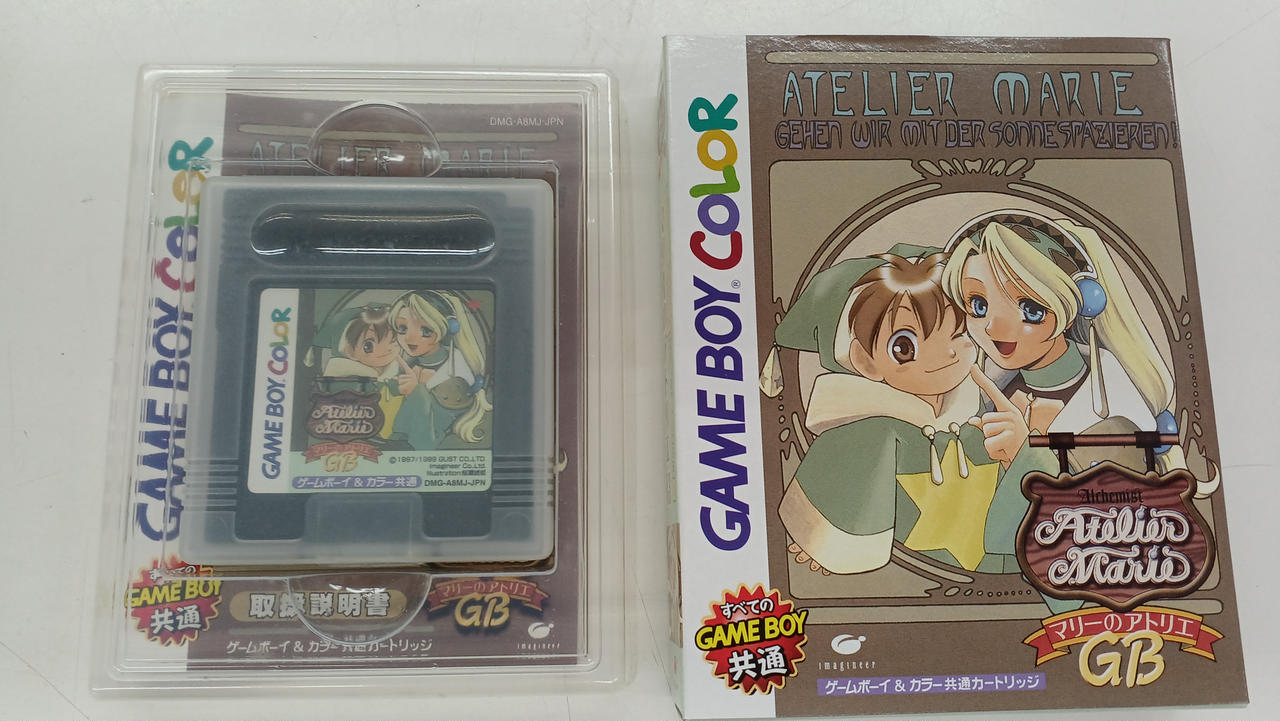 DMG-A8MJ-JPN
ATELIER MARIE
GAME BOY COLOR
GAME BOY COLOR
Atelier
Marie
GB
©1997/1999 GUST CO.,LTD.
Imagineer Co.,Ltd.
ゲームボーイ&カラー共通 DMG-A8MJ-JPN
すべての
GAME BOY
共通
取扱説明書
マリーのアトリエ
GB
imagineer
ゲームボーイ&カラー共通カートリッジ
ATELIER MARIE
GEHEN WIR MIT DER SONNE SPAZIEREN!
GAME BOY COLOR
Alchemist
Atelier
Marie
マリーのアトリエ
GB
すべての
GAME BOY
共通
imagineer
ゲームボーイ&カラー共通カートリッジ